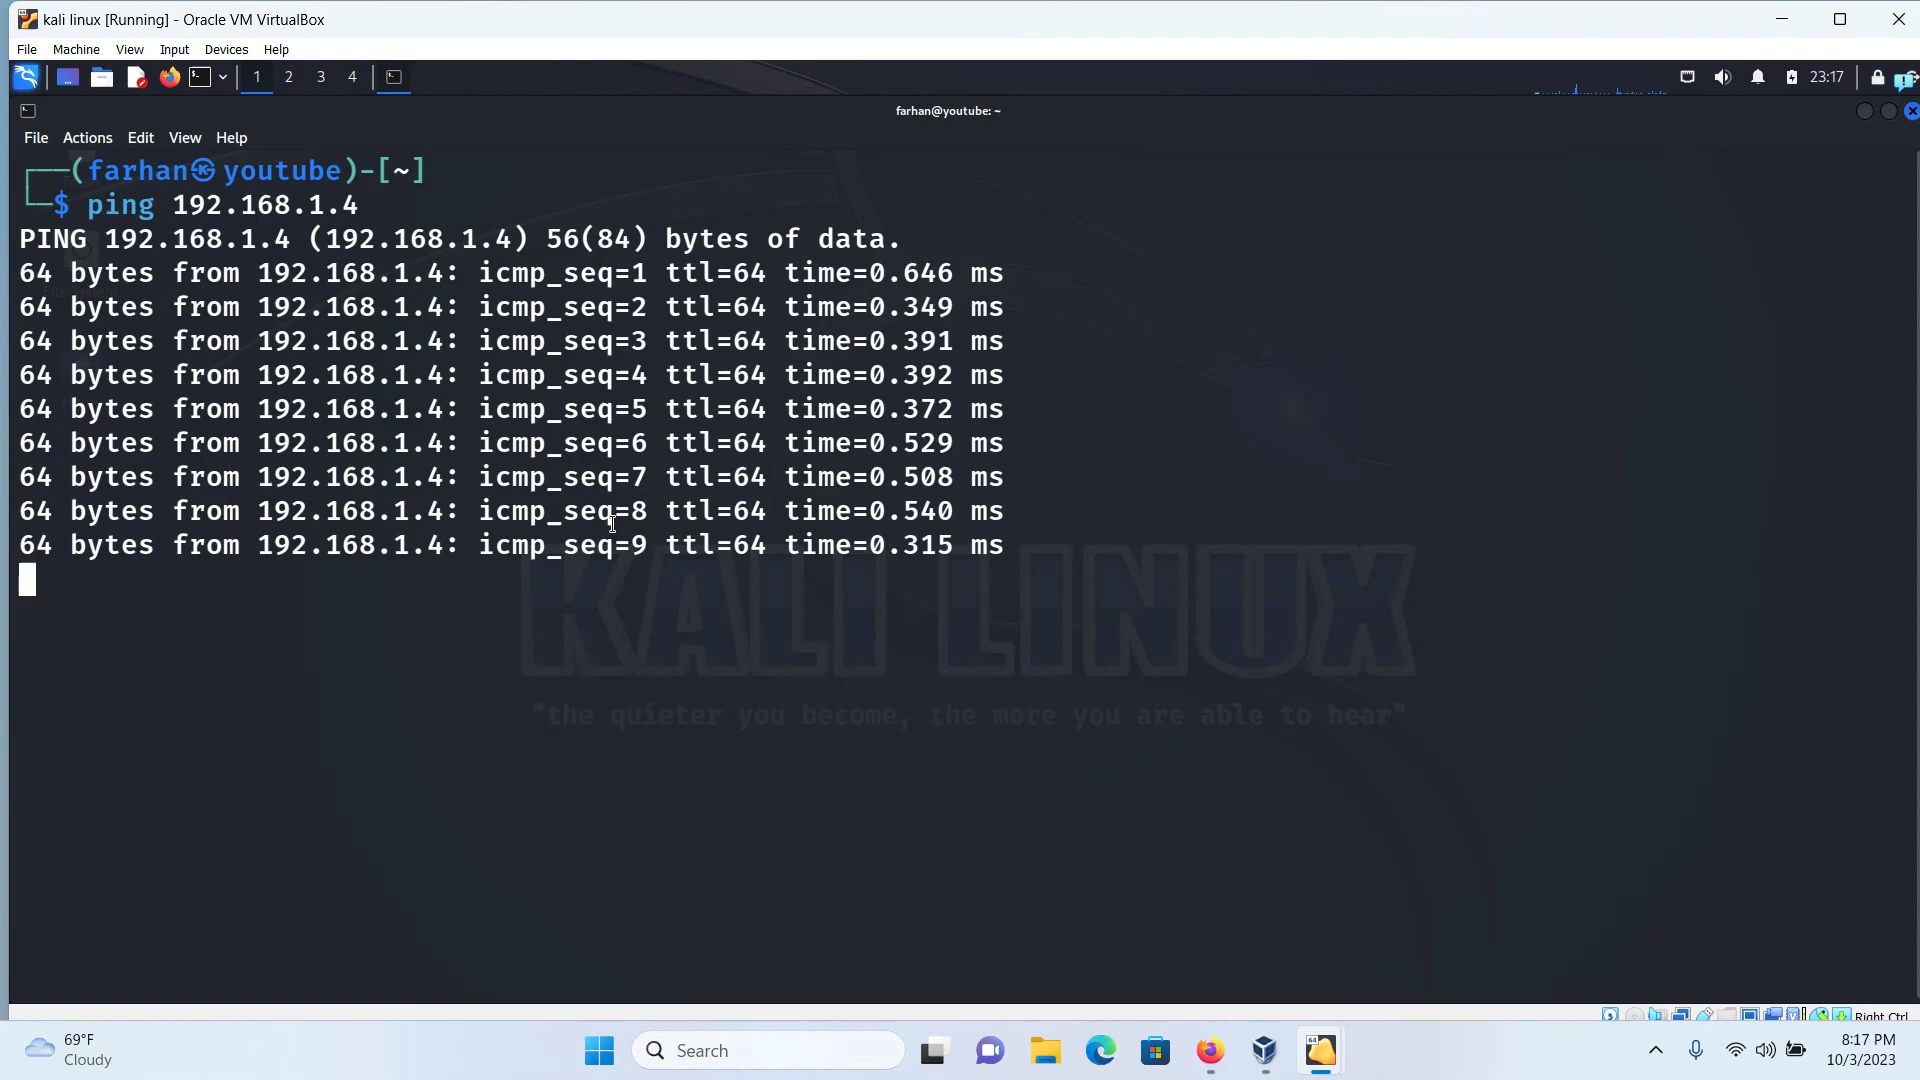 kali linux [Running] - Oracle VM VirtualBox
File Machine View Input Devices Help
1 2 3 4 23:17
farhan@youtube: ~
File Actions Edit View Help
┌──(farhan㉿youtube)-[~]
└─$ ping 192.168.1.4
PING 192.168.1.4 (192.168.1.4) 56(84) bytes of data.
64 bytes from 192.168.1.4: icmp_seq=1 ttl=64 time=0.646 ms
64 bytes from 192.168.1.4: icmp_seq=2 ttl=64 time=0.349 ms
64 bytes from 192.168.1.4: icmp_seq=3 ttl=64 time=0.391 ms
64 bytes from 192.168.1.4: icmp_seq=4 ttl=64 time=0.392 ms
64 bytes from 192.168.1.4: icmp_seq=5 ttl=64 time=0.372 ms
64 bytes from 192.168.1.4: icmp_seq=6 ttl=64 time=0.529 ms
64 bytes from 192.168.1.4: icmp_seq=7 ttl=64 time=0.508 ms
64 bytes from 192.168.1.4: icmp_seq=8 ttl=64 time=0.540 ms
64 bytes from 192.168.1.4: icmp_seq=9 ttl=64 time=0.315 ms
KALI LINUX
"the quieter you become, the more you are able to hear"
Right Ctrl
69°F
Cloudy
Search
8:17 PM
10/3/2023